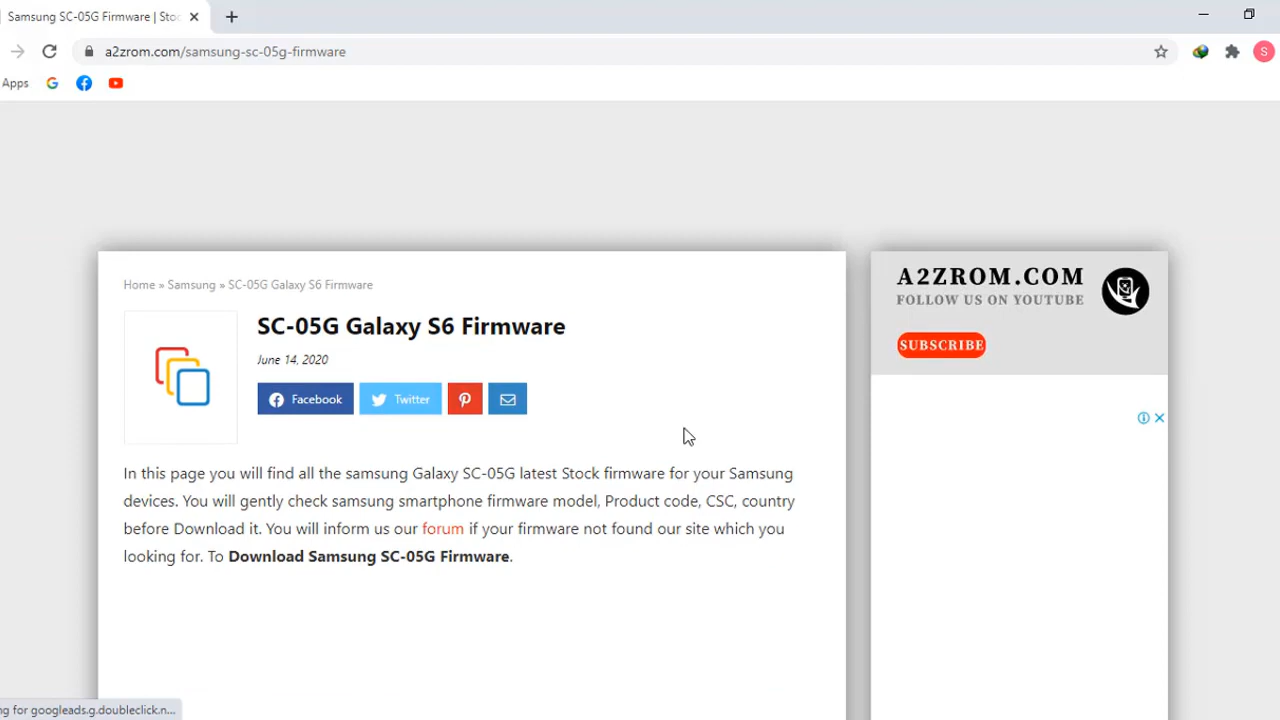 Samsung SC-05G Firmware | Stoc
a2zrom.com/samsung-sc-05g-firmware
S
Apps
A2ZROM.COM
FOLLOW US ON YOUTUBE
SUBSCRIBE
Home » Samsung » SC-05G Galaxy S6 Firmware
SC-05G Galaxy S6 Firmware
June 14, 2020
Facebook
Twitter
In this page you will find all the samsung Galaxy SC-05G latest Stock firmware for your Samsung
devices. You will gently check samsung smartphone firmware model, Product code, CSC, country
before Download it. You will inform us our forum if your firmware not found our site which you
looking for. To Download Samsung SC-05G Firmware.
ng for googleads.g.doubleclick.n...